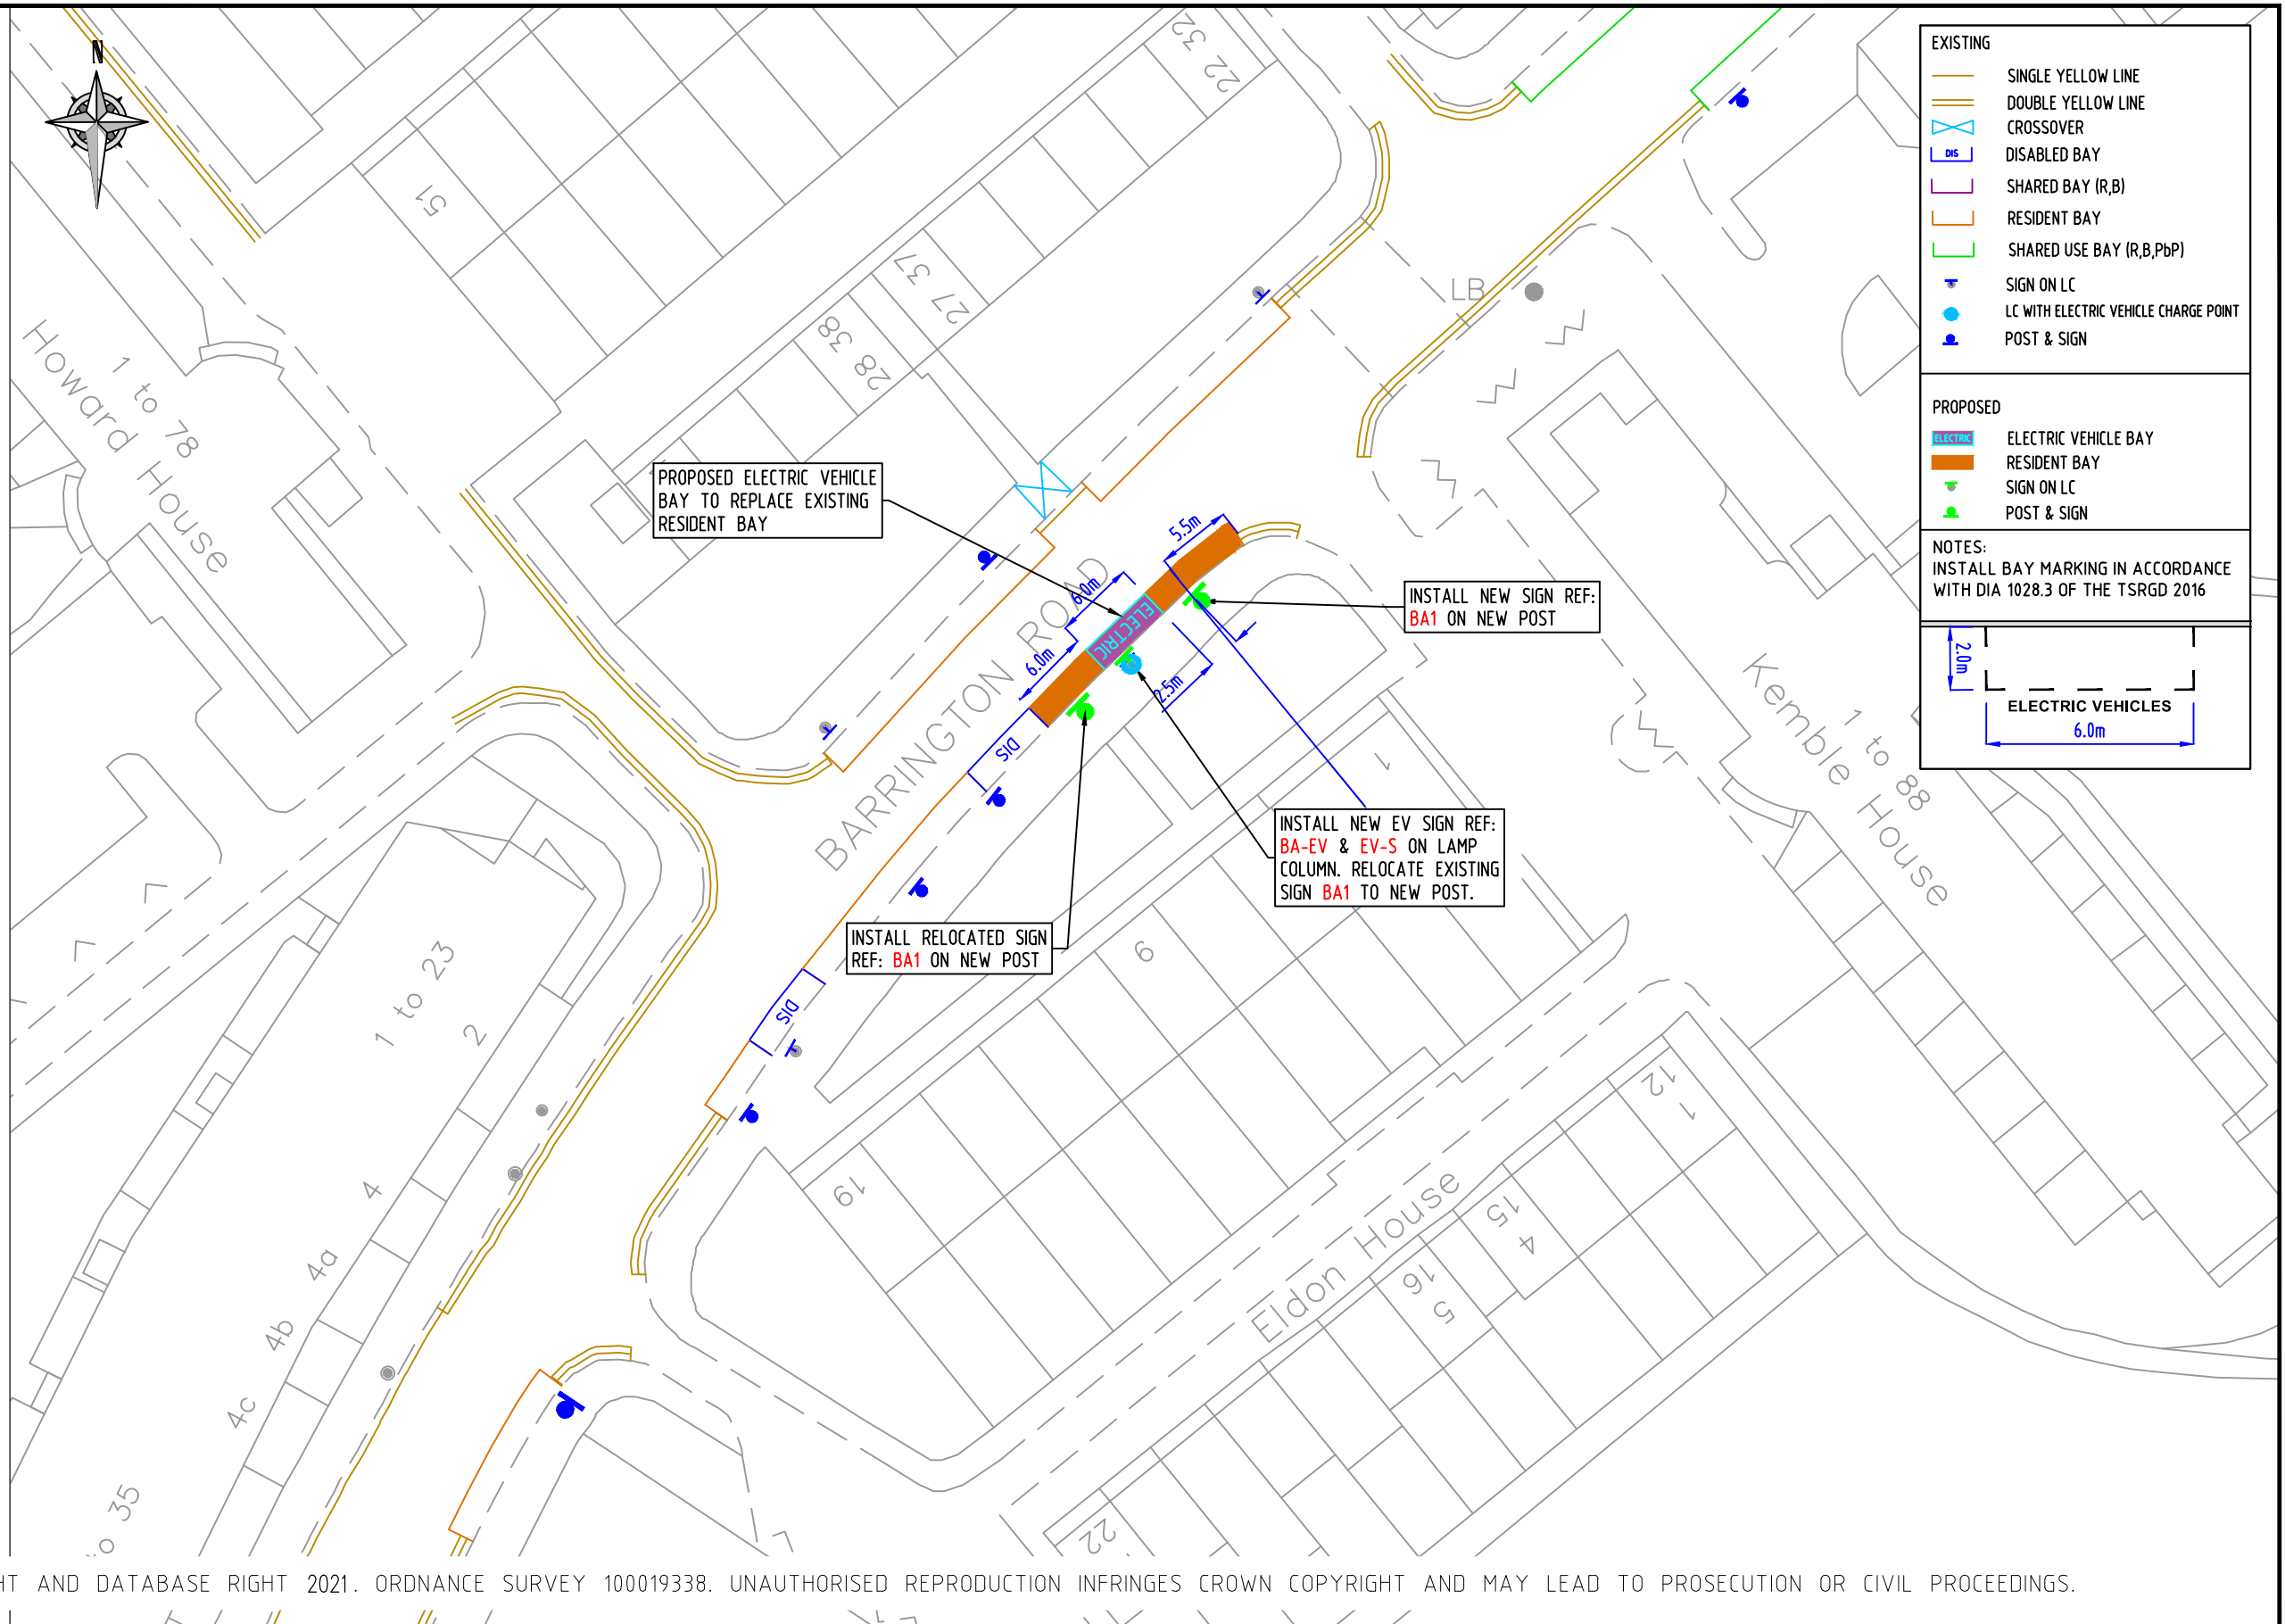 N
22 32
51
27 37
28 38
LB
1 to 78
Howard House
PROPOSED ELECTRIC VEHICLE
BAY TO REPLACE EXISTING
RESIDENT BAY
BARRINGTON ROAD
5.5m
6.0m
6.0m
2.5m
ELECTRIC
DIS
DIS
INSTALL NEW SIGN REF:
BA1 ON NEW POST
INSTALL NEW EV SIGN REF:
BA-EV & EV-S ON LAMP
COLUMN. RELOCATE EXISTING
SIGN BA1 TO NEW POST.
INSTALL RELOCATED SIGN
REF: BA1 ON NEW POST
1 to 88
Kemble House
1
6
19
1 to 23
2
4
4a
4b
4c
35
1 - 12
4 15
5 16
Eldon House
22
EXISTING
SINGLE YELLOW LINE
DOUBLE YELLOW LINE
CROSSOVER
DIS
DISABLED BAY
SHARED BAY (R,B)
RESIDENT BAY
SHARED USE BAY (R,B,PbP)
SIGN ON LC
LC WITH ELECTRIC VEHICLE CHARGE POINT
POST & SIGN
PROPOSED
ELECTRIC
ELECTRIC VEHICLE BAY
RESIDENT BAY
SIGN ON LC
POST & SIGN
NOTES:
INSTALL BAY MARKING IN ACCORDANCE
WITH DIA 1028.3 OF THE TSRGD 2016
2.0m
ELECTRIC VEHICLES
6.0m
AND DATABASE RIGHT 2021. ORDNANCE SURVEY 100019338. UNAUTHORISED REPRODUCTION INFRINGES CROWN COPYRIGHT AND MAY LEAD TO PROSECUTION OR CIVIL PROCEEDINGS.